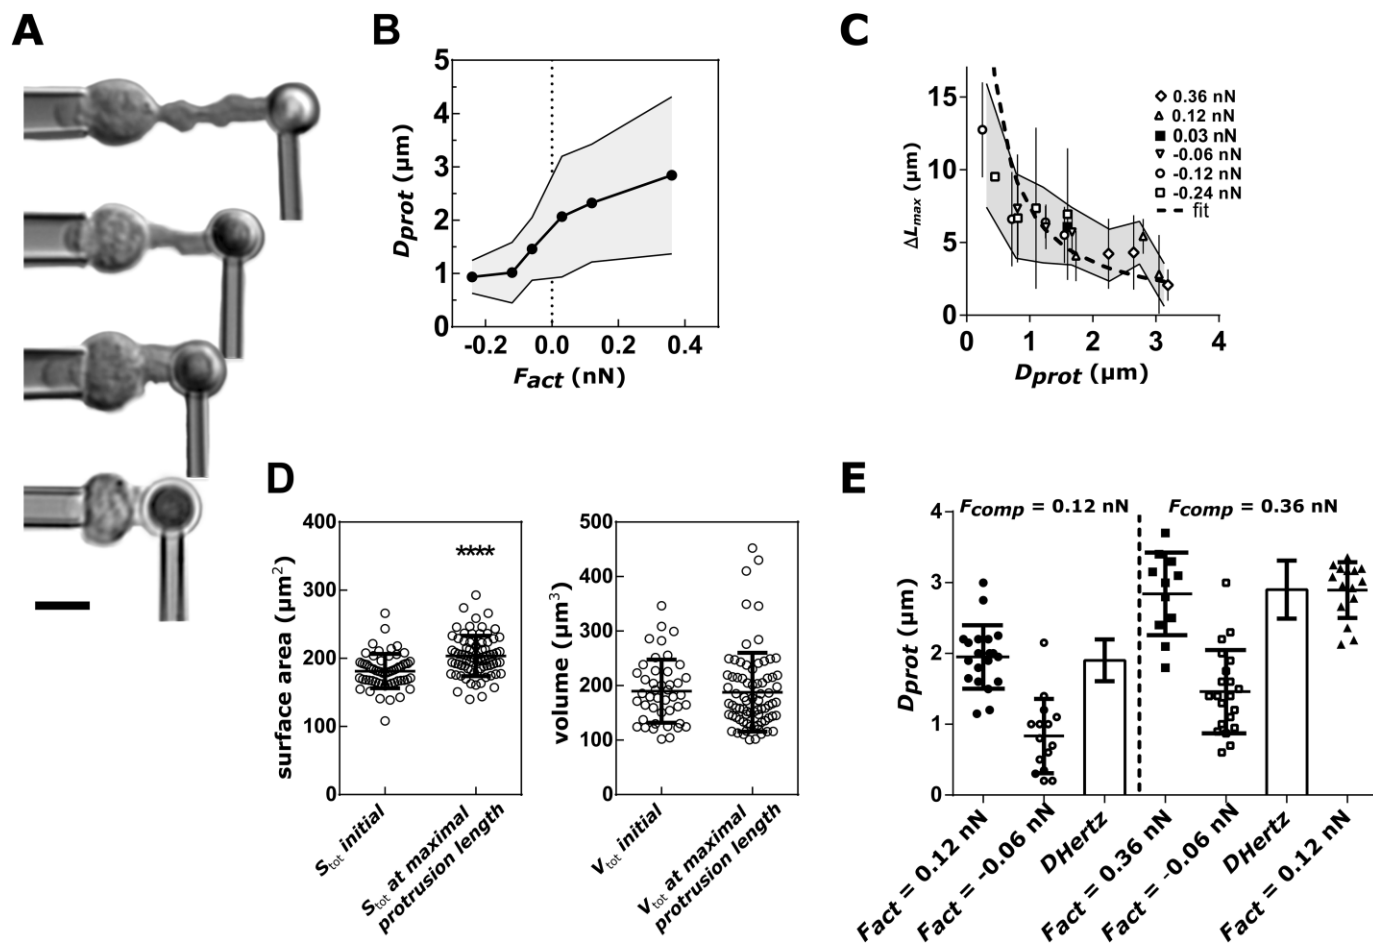 A
B
5
4
3
2
1
0
-0.2
0.0
0.2
0.4
Dprot (μm)
Fact (nN)
C
15
10
5
0
0
1
2
3
4
ΔLmax (μm)
Dprot (μm)
0.36 nN
0.12 nN
0.03 nN
-0.06 nN
-0.12 nN
-0.24 nN
fit
D
400
300
200
100
0
surface area (μm²)
****
Stot initial
Stot at maximal
protrusion length
500
400
300
200
100
0
volume (μm³)
Vtot initial
Vtot at maximal
protrusion length
E
Fcomp = 0.12 nN
Fcomp = 0.36 nN
4
3
2
1
0
Dprot (μm)
Fact = 0.12 nN
Fact = -0.06 nN
DHertz
Fact = 0.36 nN
Fact = -0.06 nN
DHertz
Fact = 0.12 nN